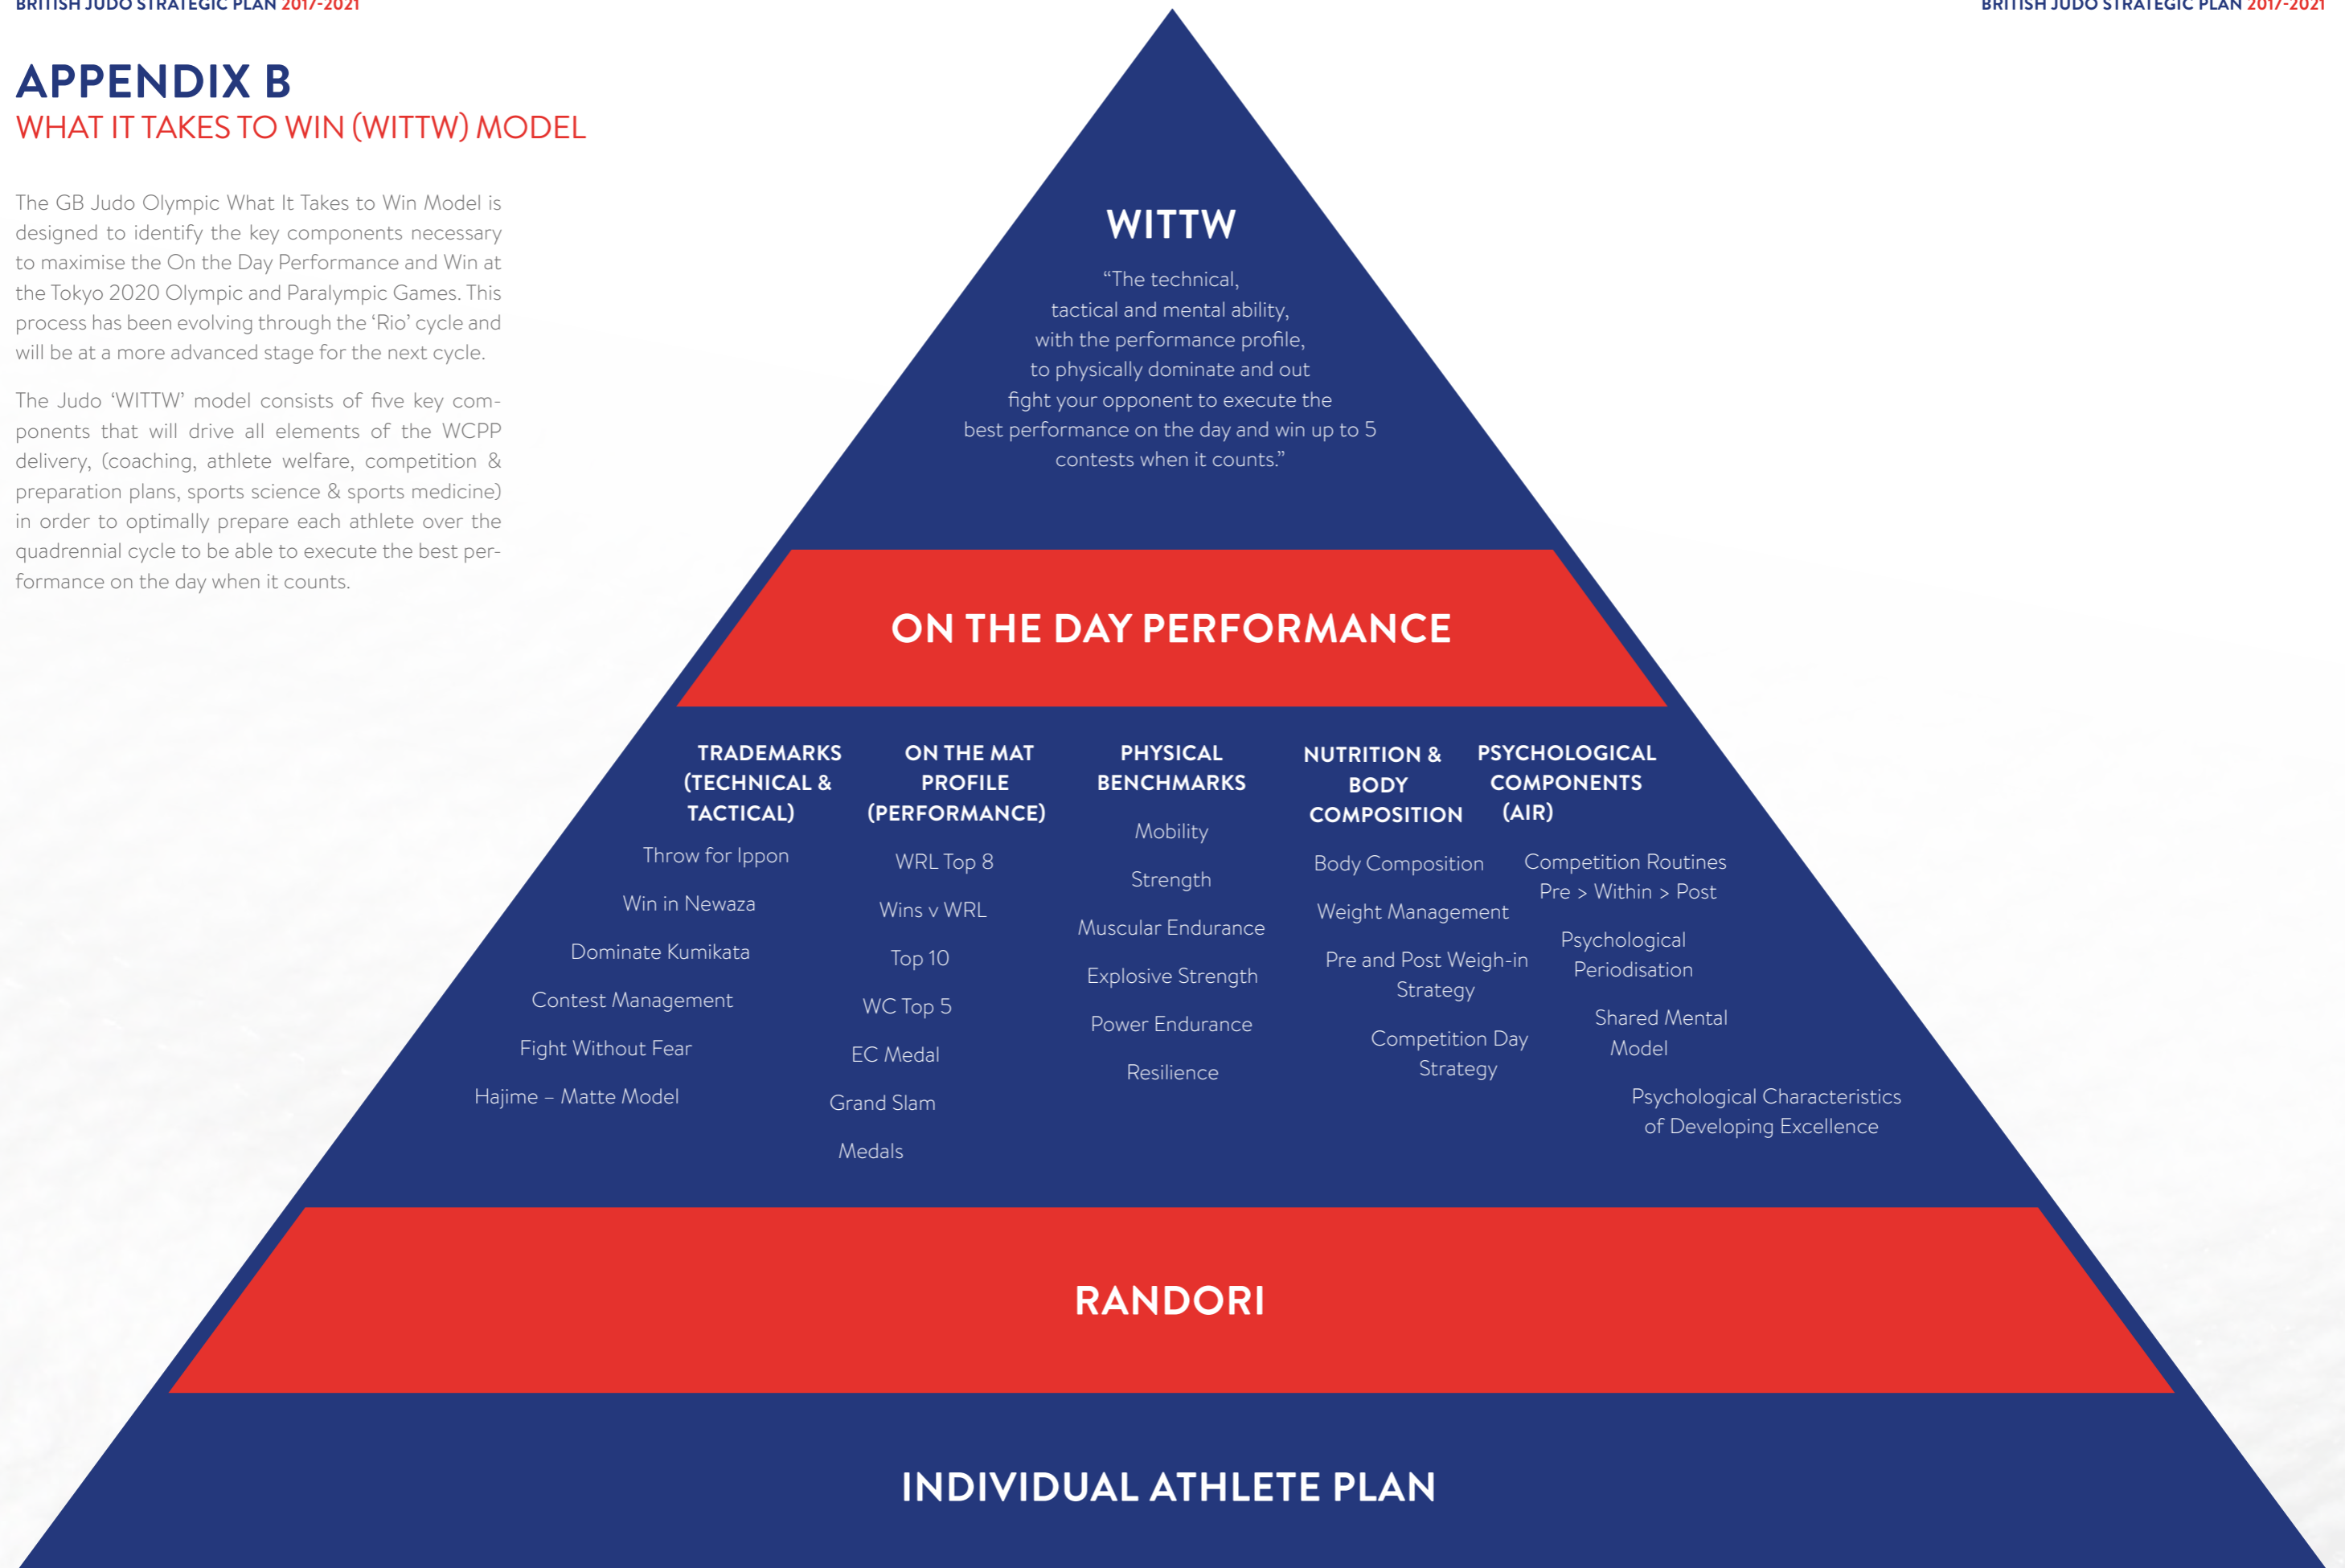 BRITISH JUDO STRATEGIC PLAN 2017-2021
BRITISH JUDO STRATEGIC PLAN 2017-2021
APPENDIX B
WHAT IT TAKES TO WIN (WITTW) MODEL
The GB Judo Olympic What It Takes to Win Model is
designed to identify the key components necessary
to maximise the On the Day Performance and Win at
the Tokyo 2020 Olympic and Paralympic Games. This
process has been evolving through the ‘Rio’ cycle and
will be at a more advanced stage for the next cycle.
The Judo ‘WITTW’ model consists of five key com-
ponents that will drive all elements of the WCPP
delivery, (coaching, athlete welfare, competition &
preparation plans, sports science & sports medicine)
in order to optimally prepare each athlete over the
quadrennial cycle to be able to execute the best per-
formance on the day when it counts.
WITTW
“The technical,
tactical and mental ability,
with the performance profile,
to physically dominate and out
fight your opponent to execute the
best performance on the day and win up to 5
contests when it counts.”
ON THE DAY PERFORMANCE
TRADEMARKS
(TECHNICAL &
TACTICAL)
Throw for Ippon
Win in Newaza
Dominate Kumikata
Contest Management
Fight Without Fear
Hajime – Matte Model
ON THE MAT
PROFILE
(PERFORMANCE)
WRL Top 8
Wins v WRL
Top 10
WC Top 5
EC Medal
Grand Slam
Medals
PHYSICAL
BENCHMARKS
Mobility
Strength
Muscular Endurance
Explosive Strength
Power Endurance
Resilience
NUTRITION &
BODY
COMPOSITION
Body Composition
Weight Management
Pre and Post Weigh-in
Strategy
Competition Day
Strategy
PSYCHOLOGICAL
COMPONENTS
(AIR)
Competition Routines
Pre > Within > Post
Psychological
Periodisation
Shared Mental
Model
Psychological Characteristics
of Developing Excellence
RANDORI
INDIVIDUAL ATHLETE PLAN